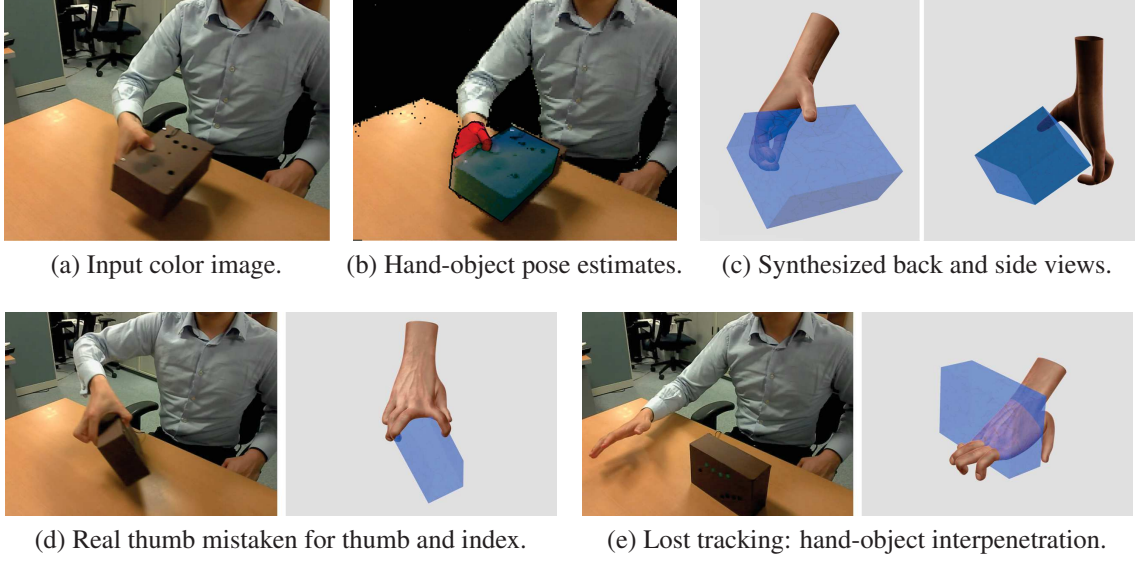 (a) Input color image.
(b) Hand-object pose estimates.
(c) Synthesized back and side views.
(d) Real thumb mistaken for thumb and index.
(e) Lost tracking: hand-object interpenetration.